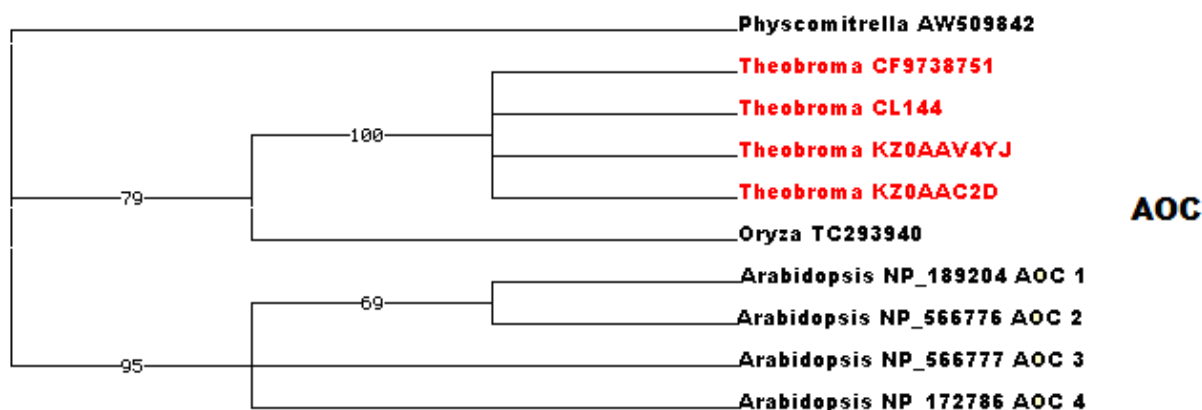 Physcomitrella AW509842
Theobroma CF9738751
Theobroma CL144
100
Theobroma KZ0AAV4YJ
Theobroma KZ0AAC2D
79
AOC
Oryza TC293940
Arabidopsis NP_189204 AOC 1
69
Arabidopsis NP_566776 AOC 2
Arabidopsis NP_566777 AOC 3
95
Arabidopsis NP_172786 AOC 4